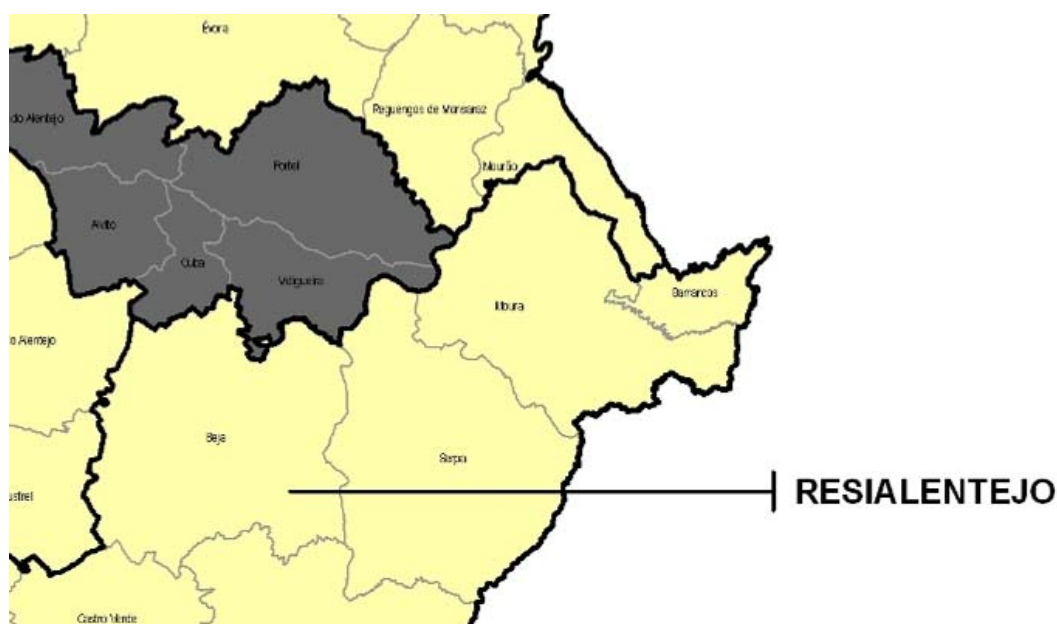 Évora
Reguengos de Monsaraz
do Alentejo
Portel
Mourão
Alvito
Cuba
Vidigueira
Barrancos
Moura
o Alentejo
Beja
Serpa
ustrel
RESIALENTEJO
Castro Verde